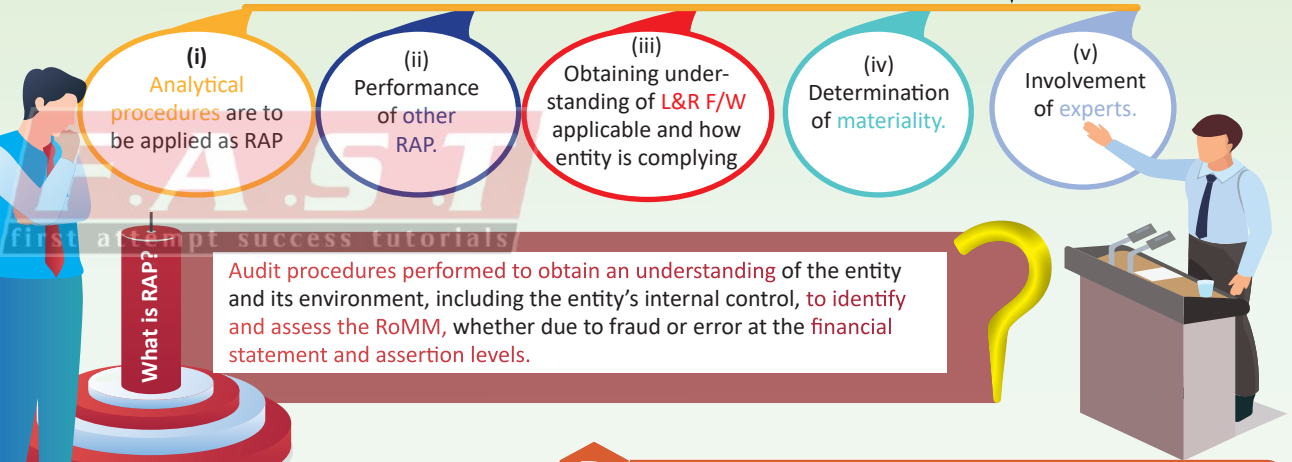 (i)
Analytical
procedures are to
be applied as RAP
(ii)
Performance
of other
RAP.
(iii)
Obtaining under-
standing of L&R F/W
applicable and how
entity is complying
(iv)
Determination
of materiality.
(v)
Involvement
of experts.
F.A.S.T
first attempt success tutorials
What is RAP?
Audit procedures performed to obtain an understanding of the entity
and its environment, including the entity's internal control, to identify
and assess the RoMM, whether due to fraud or error at the financial
statement and assertion levels.